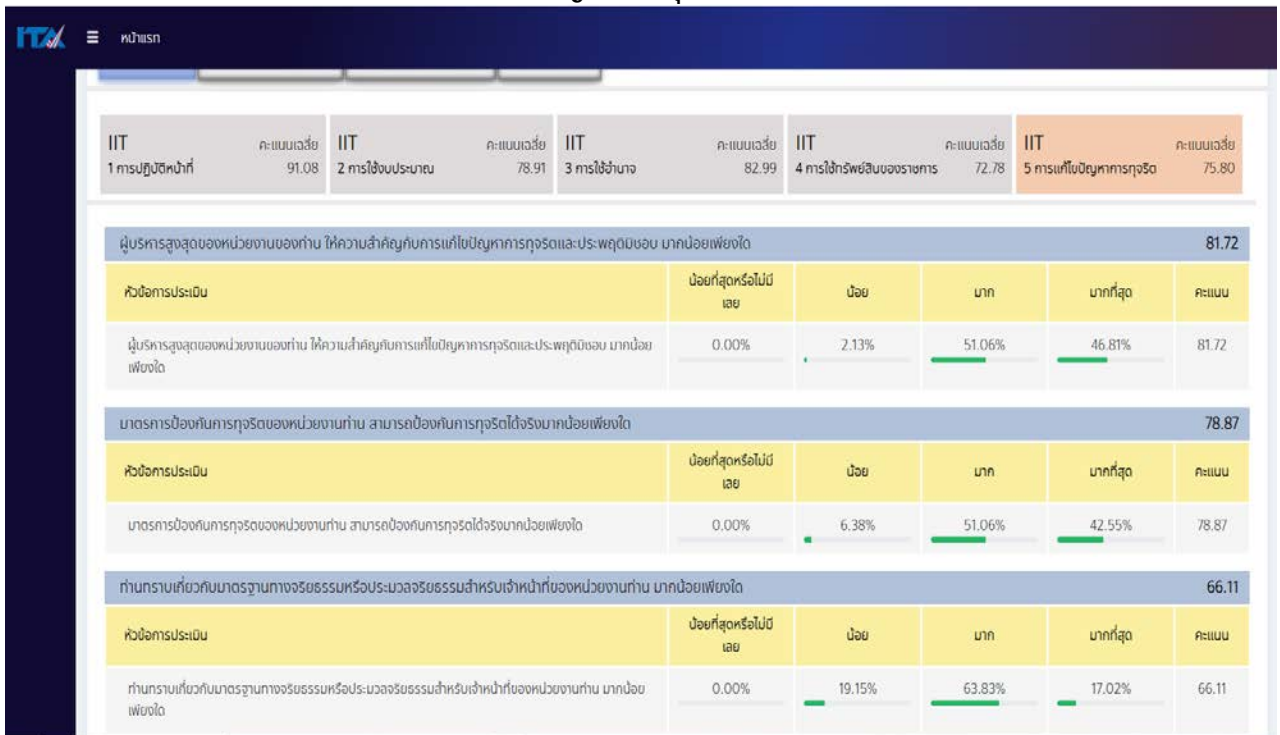 ITA หน้าแรก
IIT คะแนนเฉลี่ย IIT คะแนนเฉลี่ย IIT คะแนนเฉลี่ย IIT คะแนนเฉลี่ย IIT คะแนนเฉลี่ย
1 การปฏิบัติหน้าที่ 91.08 2 การใช้งบประมาณ 78.91 3 การใช้อำนาจ 82.99 4 การใช้ทรัพย์สินของราชการ 72.78 5 การแก้ไขปัญหาการทุจริต 75.80
ผู้บริหารสูงสุดของหน่วยงานของท่าน ให้ความสำคัญกับการแก้ไขปัญหาการทุจริตและประพฤติมิชอบ มากน้อยเพียงใด 81.72
หัวข้อการประเมิน น้อยที่สุดหรือไม่มี น้อย มาก มากที่สุด คะแนน
เลย
ผู้บริหารสูงสุดของหน่วยงานของท่าน ให้ความสำคัญกับการแก้ไขปัญหาการทุจริตและประพฤติมิชอบ มากน้อย 0.00% 2.13% 51.06% 46.81% 81.72
เพียงใด
มาตรการป้องกันการทุจริตของหน่วยงานท่าน สามารถป้องกันการทุจริตได้จริงมากน้อยเพียงใด 78.87
หัวข้อการประเมิน น้อยที่สุดหรือไม่มี น้อย มาก มากที่สุด คะแนน
เลย
มาตรการป้องกันการทุจริตของหน่วยงานท่าน สามารถป้องกันการทุจริตได้จริงมากน้อยเพียงใด 0.00% 6.38% 51.06% 42.55% 78.87
ท่านทราบเกี่ยวกับมาตรฐานทางจริยธรรมหรือประมวลจริยธรรมสำหรับเจ้าหน้าที่ของหน่วยงานท่าน มากน้อยเพียงใด 66.11
หัวข้อการประเมิน น้อยที่สุดหรือไม่มี น้อย มาก มากที่สุด คะแนน
เลย
ท่านทราบเกี่ยวกับมาตรฐานทางจริยธรรมหรือประมวลจริยธรรมสำหรับเจ้าหน้าที่ของหน่วยงานท่าน มากน้อย 0.00% 19.15% 63.83% 17.02% 66.11
เพียงใด